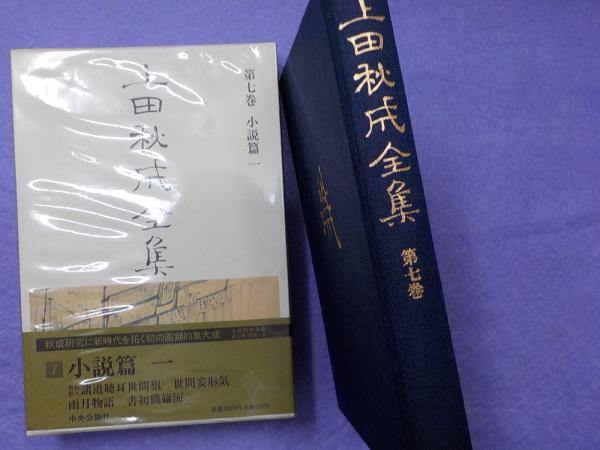 上田秋成全集
第七巻 小説篇 一
秋成研究に新時代を拓く初の画期的集大成
7 小説篇 一
諸道聴耳世間狙 世間妾形気
雨月物語 書初機嫌海
中央公論社
上田秋成全集
第七巻
秋成